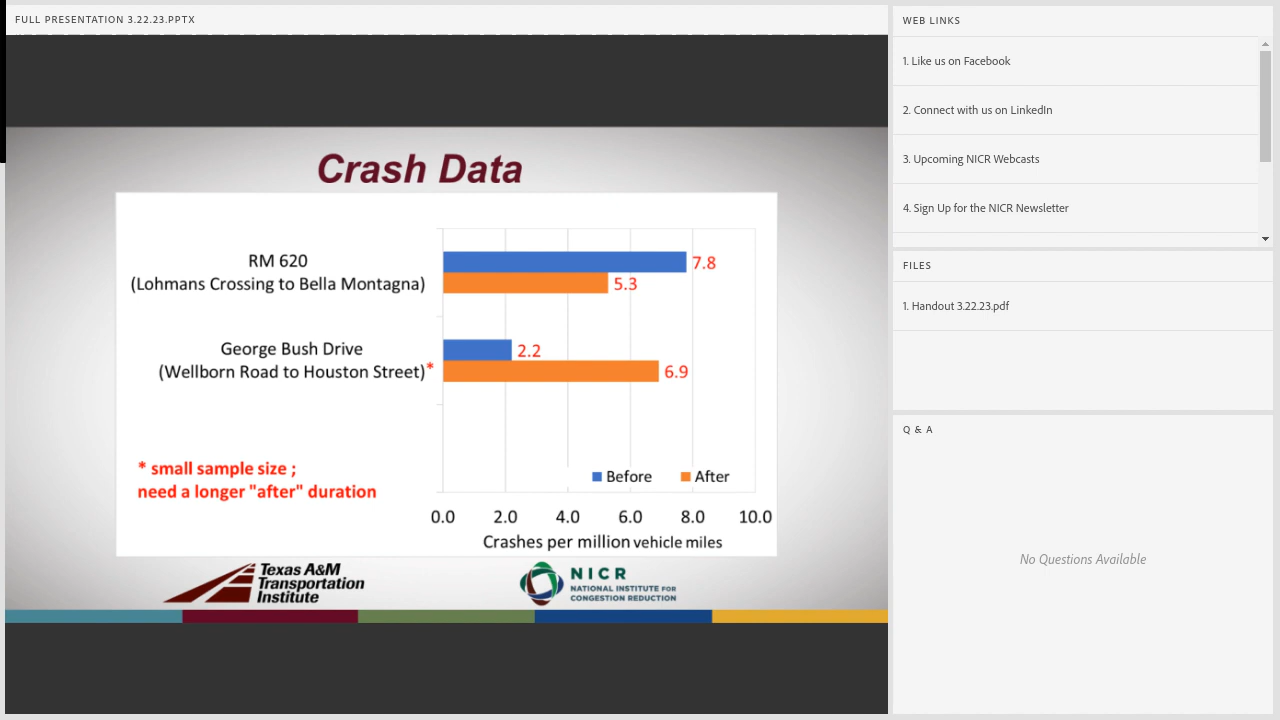 FULL PRESENTATION 3.22.23.PPTX
Crash Data
RM 620
(Lohmans Crossing to Bella Montagna)
7.8
5.3
George Bush Drive
(Wellborn Road to Houston Street)*
2.2
6.9
* small sample size ;
need a longer "after" duration
Before
After
0.0 2.0 4.0 6.0 8.0 10.0
Crashes per million vehicle miles
Texas A&M
Transportation
Institute
NICR
NATIONAL INSTITUTE FOR
CONGESTION REDUCTION
WEB LINKS
1. Like us on Facebook
2. Connect with us on LinkedIn
3. Upcoming NICR Webcasts
4. Sign Up for the NICR Newsletter
FILES
1. Handout 3.22.23.pdf
Q & A
No Questions Available